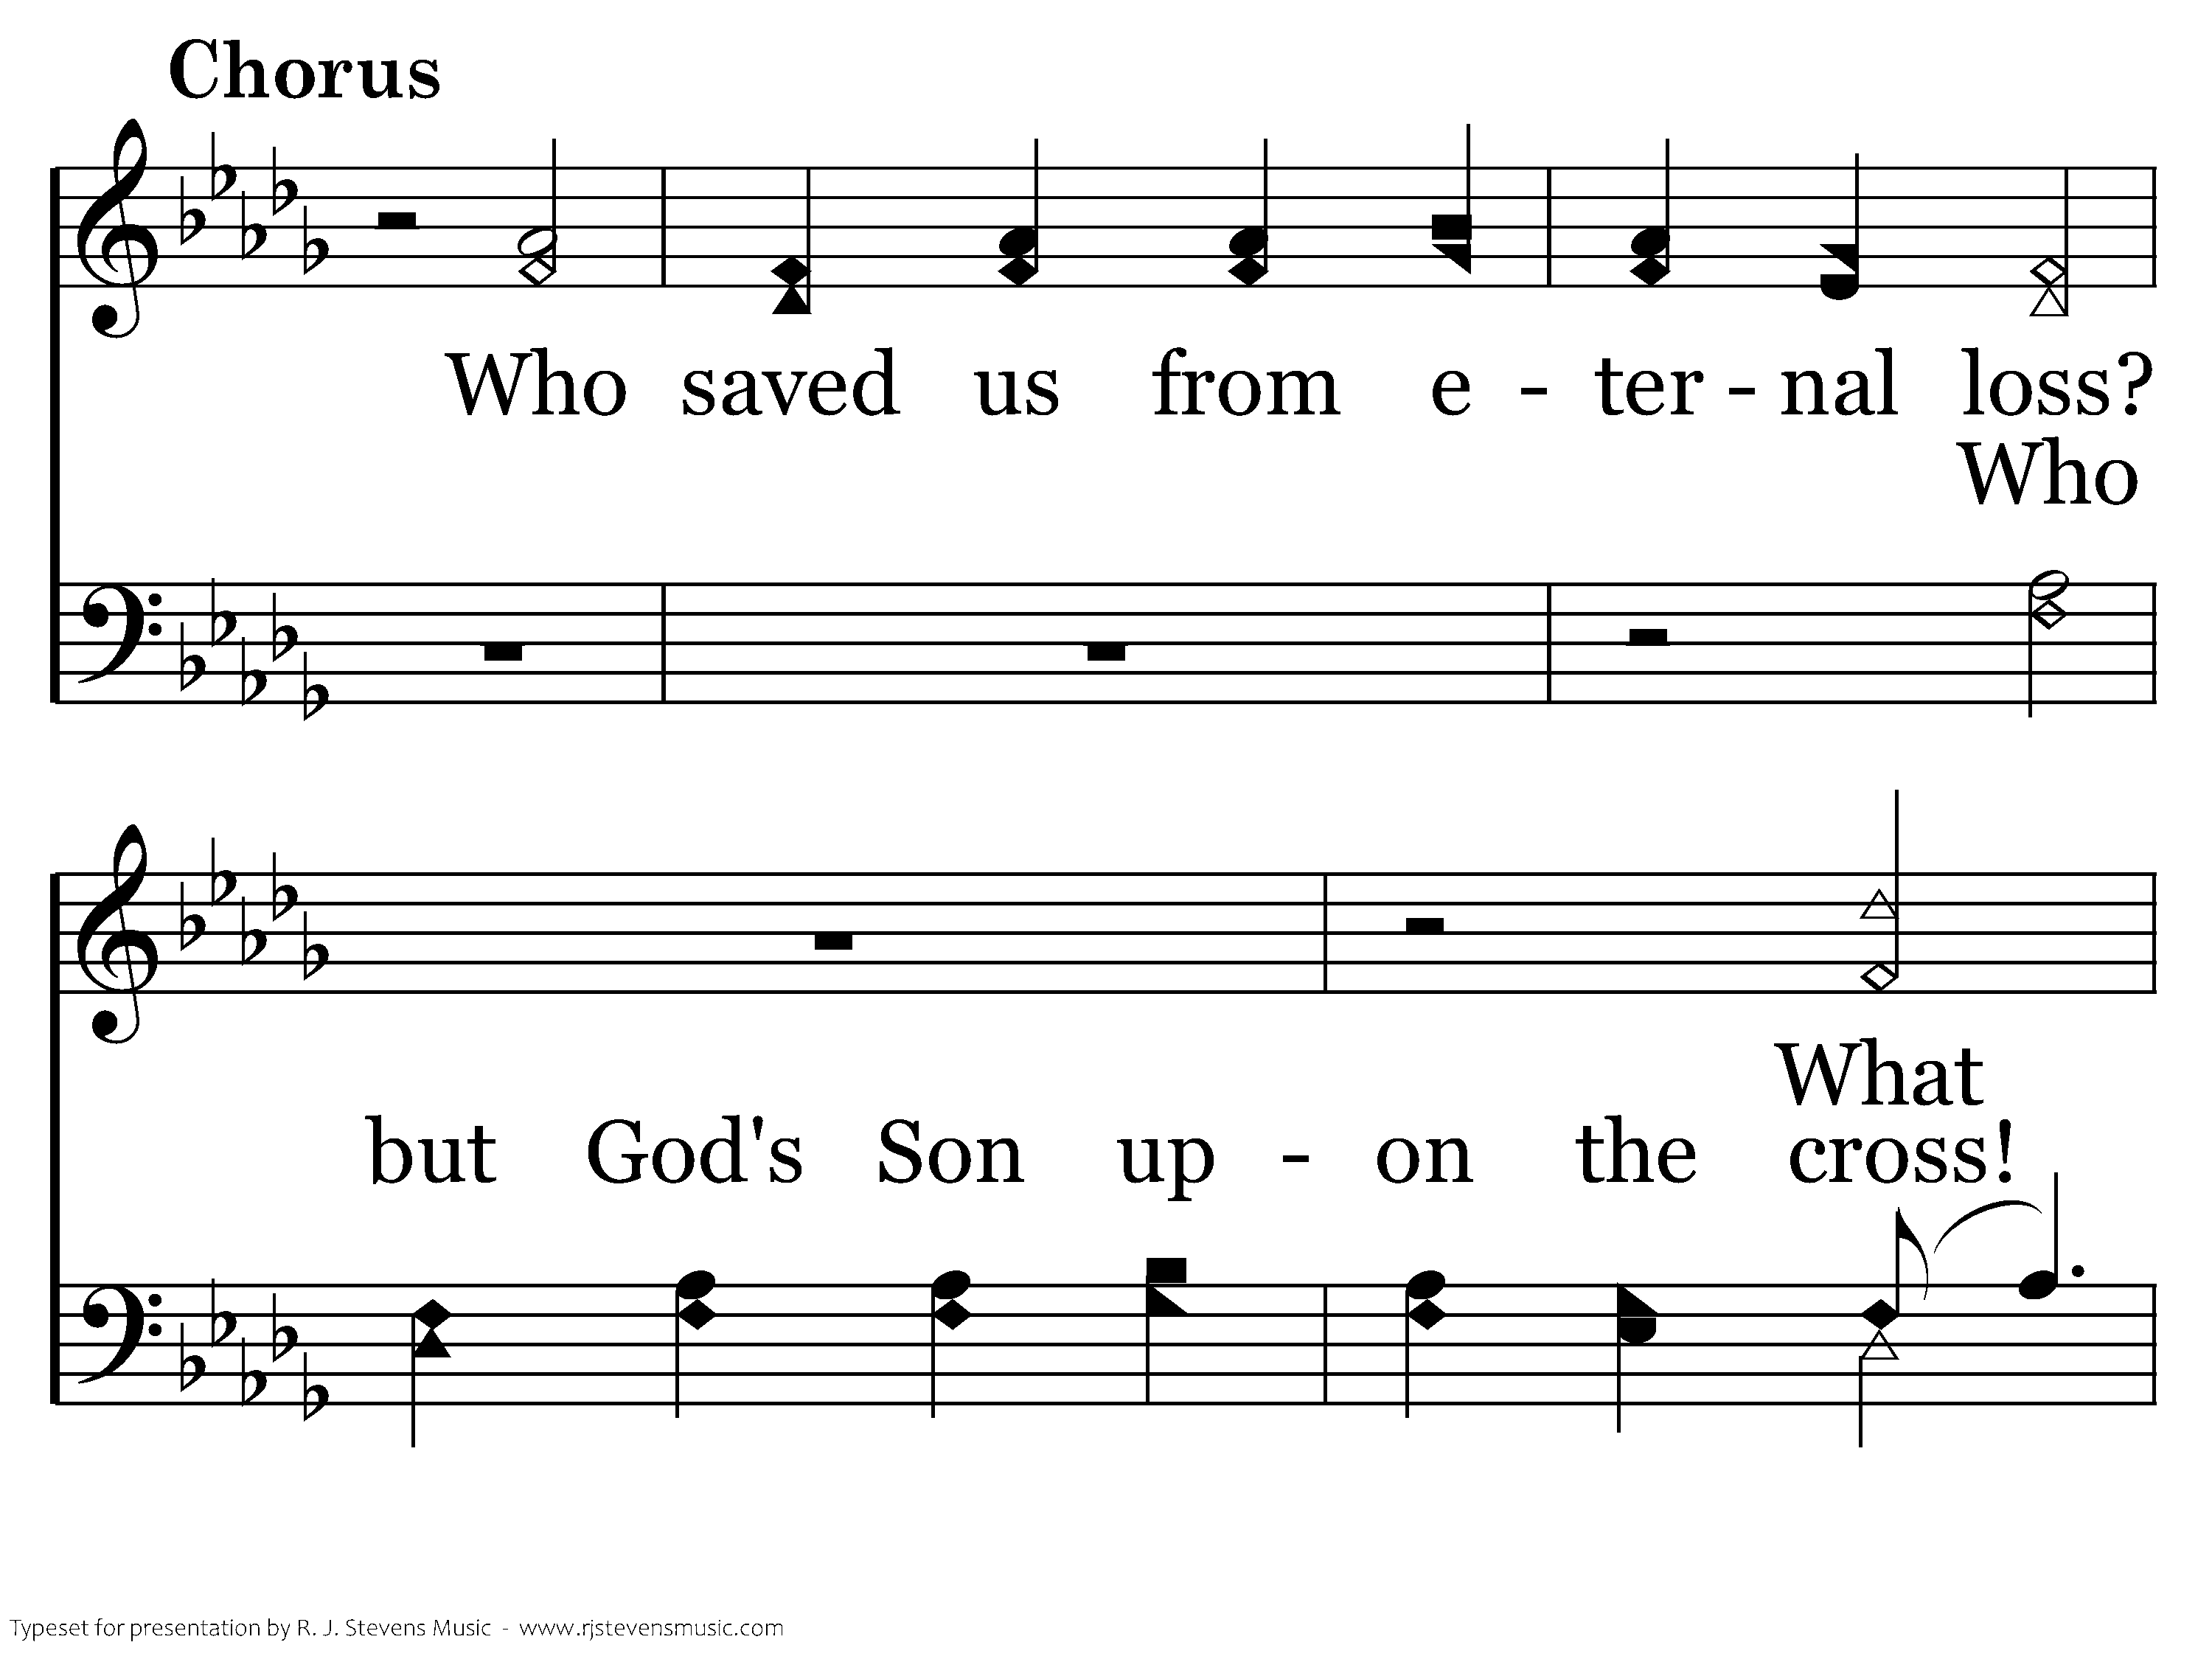 Chorus
Who saved us from e - ter - nal loss?
Who
What
but God's Son up - on the cross!
Typeset for presentation by R. J. Stevens Music - www.rjstevensmusic.com